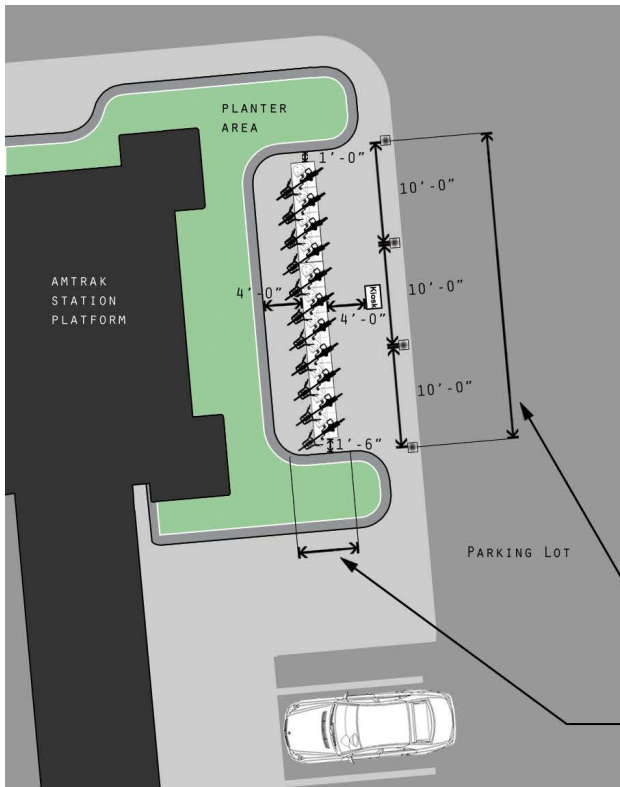 PLANTER
AREA
1'-0"
10'-0"
AMTRAK
STATION
PLATFORM
4'-0"
Kiosk
10'-0"
4'-0"
10'-0"
1'-6"
PARKING LOT